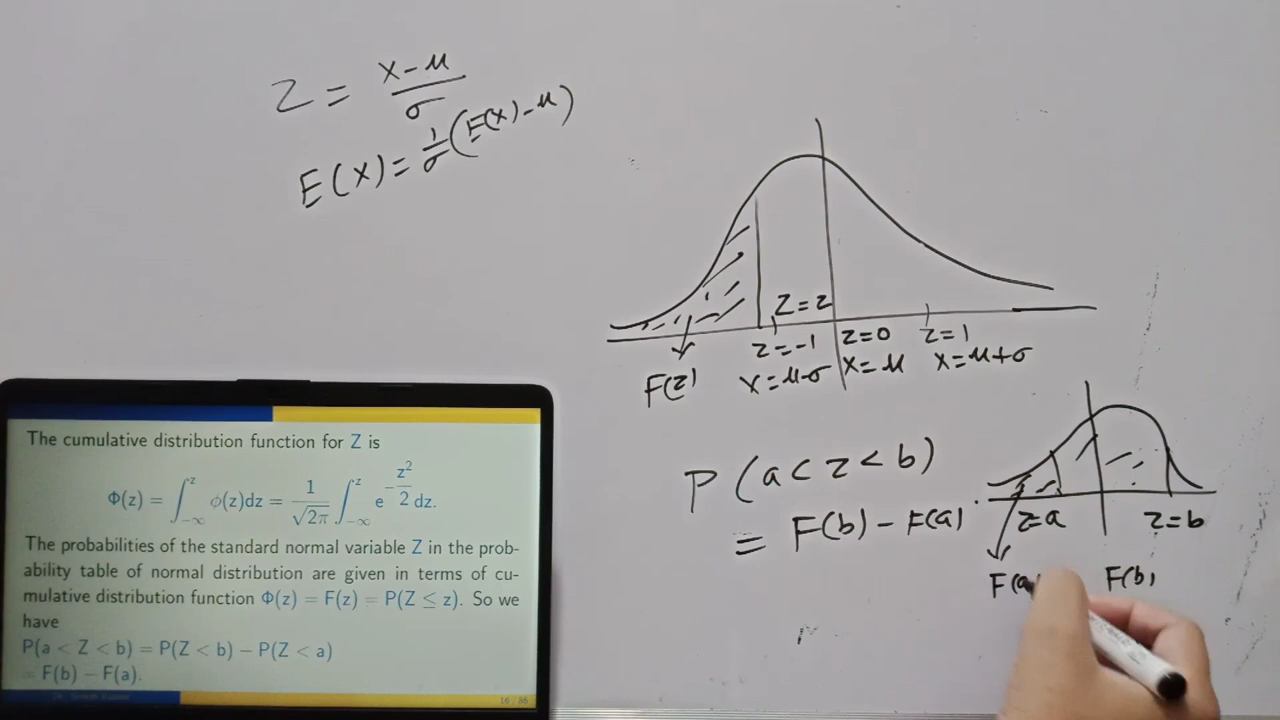 Z = X-μ / σ
E(X) = 1/σ (E(X) - μ)
Z=z
z=-1 z=0 z=1
X=μ-σ X=μ X=μ+σ
F(z)
P(a<z<b)
= F(b) - F(a)
z=a z=b
F(a F(b)
The cumulative distribution function for Z is
Φ(z) = ∫_{-∞}^{z} ϕ(z)dz = 1/√2π ∫_{-∞}^{z} e^{-z²/2} dz.
The probabilities of the standard normal variable Z in the prob-
ability table of normal distribution are given in terms of cu-
mulative distribution function Φ(z) = F(z) = P(Z ≤ z). So we
have
P(a < Z < b) = P(Z < b) − P(Z < a)
= F(b) − F(a).
16 / 86